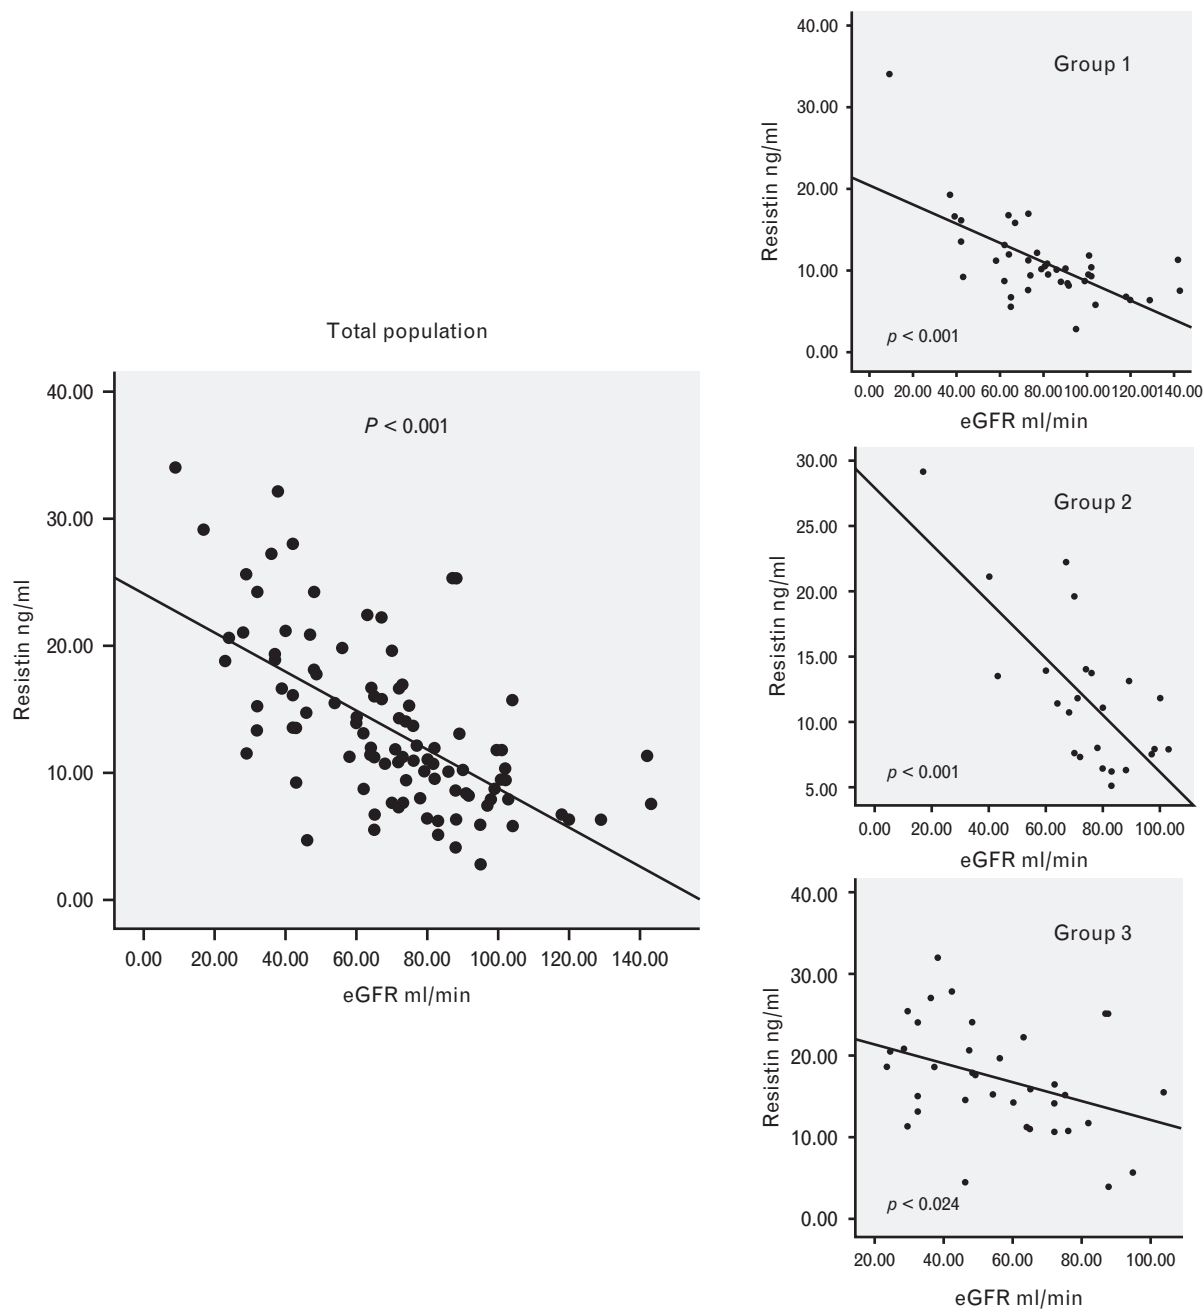 Total population
P < 0.001
Resistin ng/ml
40.00
30.00
20.00
10.00
0.00
0.00 20.00 40.00 60.00 80.00 100.00 120.00 140.00
eGFR ml/min
Group 1
p < 0.001
Resistin ng/ml
40.00
30.00
20.00
10.00
0.00
0.00 20.00 40.00 60.00 80.00 100.00 120.00 140.00
eGFR ml/min
Group 2
p < 0.001
Resistin ng/ml
30.00
25.00
20.00
15.00
10.00
5.00
0.00 20.00 40.00 60.00 80.00 100.00
eGFR ml/min
Group 3
p < 0.024
Resistin ng/ml
40.00
30.00
20.00
10.00
0.00
20.00 40.00 60.00 80.00 100.00
eGFR ml/min